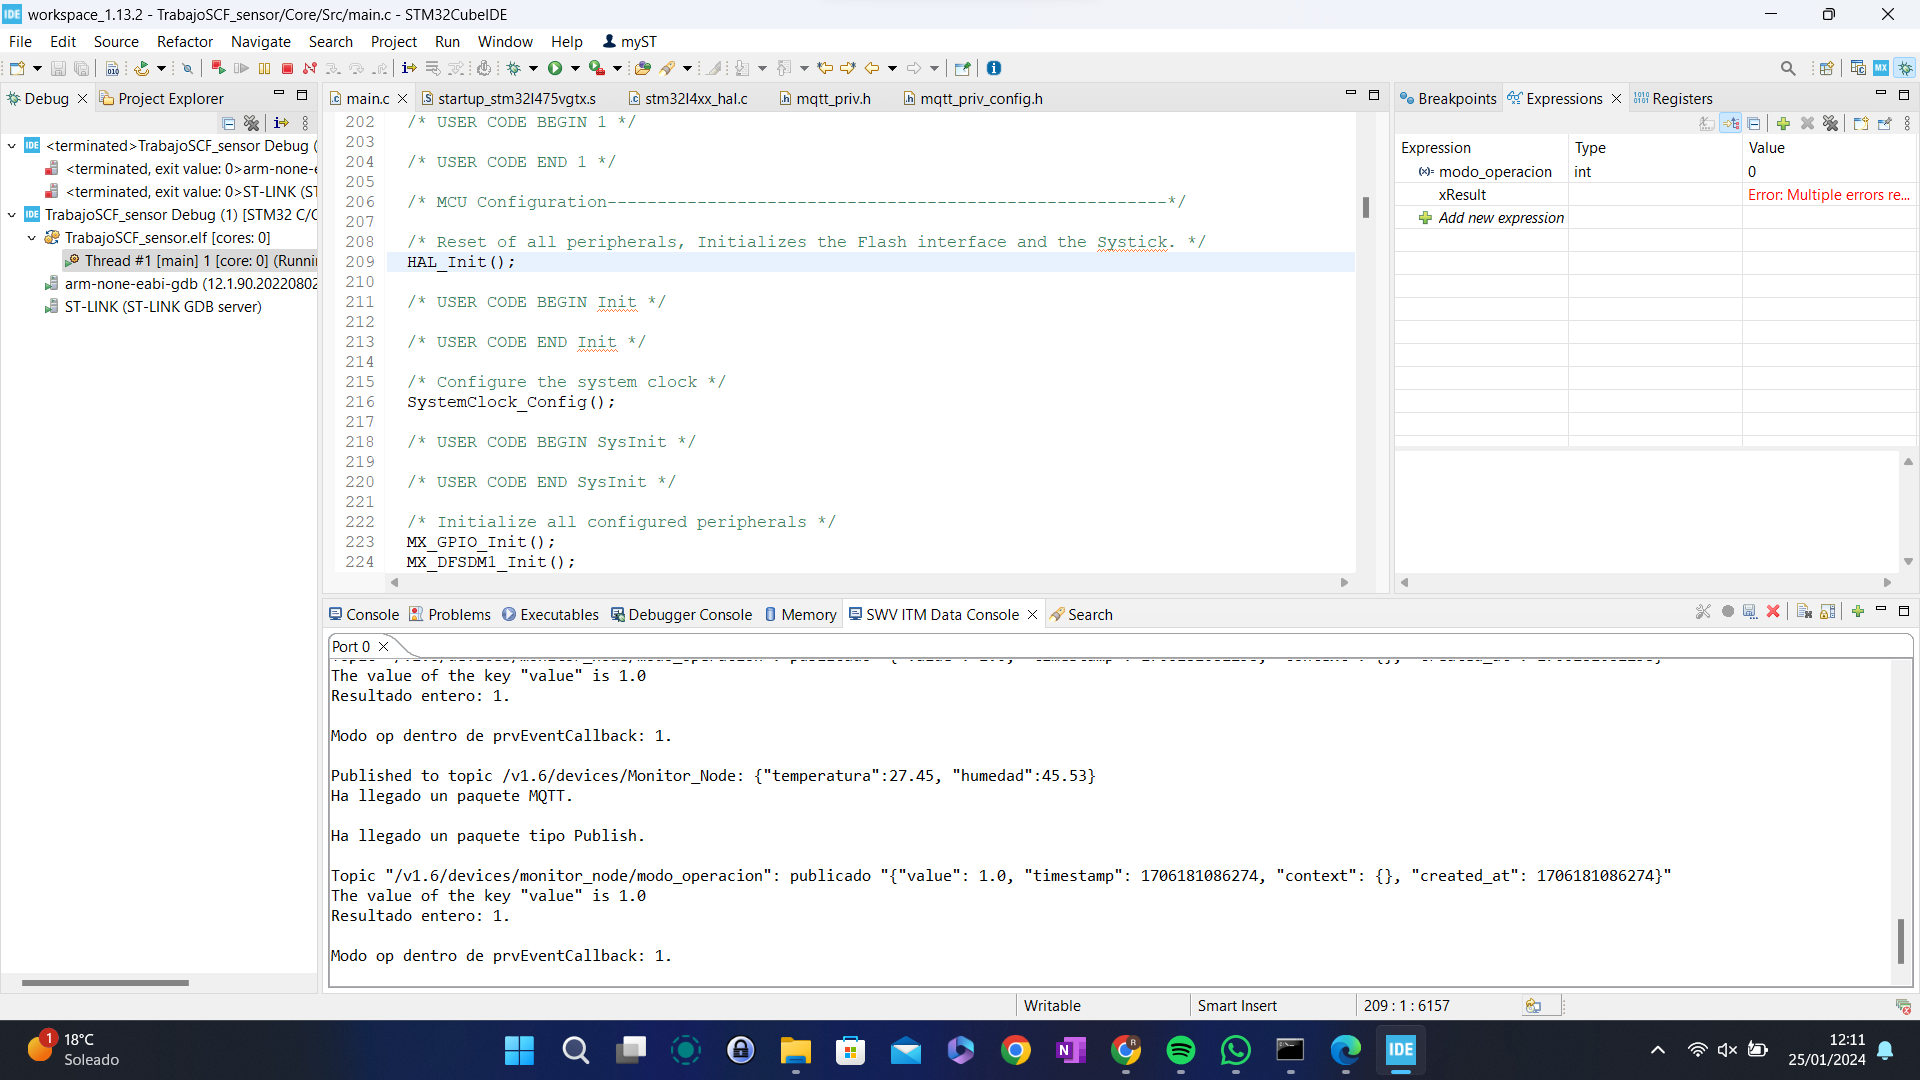 IDE workspace_1.13.2 - TrabajoSCF_sensor/Core/Src/main.c - STM32CubeIDE
File Edit Source Refactor Navigate Search Project Run Window Help myST
Debug Project Explorer
<terminated>TrabajoSCF_sensor Debug (
<terminated, exit value: 0>arm-none-e
<terminated, exit value: 0>ST-LINK (ST
TrabajoSCF_sensor Debug (1) [STM32 C/C
TrabajoSCF_sensor.elf [cores: 0]
Thread #1 [main] 1 [core: 0] (Runni
arm-none-eabi-gdb (12.1.90.20220802
ST-LINK (ST-LINK GDB server)
main.c startup_stm32l475vgtx.s stm32l4xx_hal.c mqtt_priv.h mqtt_priv_config.h
202 /* USER CODE BEGIN 1 */
203
204 /* USER CODE END 1 */
205
206 /* MCU Configuration--------------------------------------------------------*/
207
208 /* Reset of all peripherals, Initializes the Flash interface and the Systick. */
209 HAL_Init();
210
211 /* USER CODE BEGIN Init */
212
213 /* USER CODE END Init */
214
215 /* Configure the system clock */
216 SystemClock_Config();
217
218 /* USER CODE BEGIN SysInit */
219
220 /* USER CODE END SysInit */
221
222 /* Initialize all configured peripherals */
223 MX_GPIO_Init();
224 MX_DFSDM1_Init();
Breakpoints Expressions Registers
Expression Type Value
modo_operacion int 0
xResult Error: Multiple errors re...
Add new expression
Console Problems Executables Debugger Console Memory SWV ITM Data Console Search
Port 0
The value of the key "value" is 1.0
Resultado entero: 1.
Modo op dentro de prvEventCallback: 1.
Published to topic /v1.6/devices/Monitor_Node: {"temperatura":27.45, "humedad":45.53}
Ha llegado un paquete MQTT.
Ha llegado un paquete tipo Publish.
Topic "/v1.6/devices/monitor_node/modo_operacion": publicado "{"value": 1.0, "timestamp": 1706181086274, "context": {}, "created_at": 1706181086274}"
The value of the key "value" is 1.0
Resultado entero: 1.
Modo op dentro de prvEventCallback: 1.
Writable Smart Insert 209 : 1 : 6157
1 18°C
Soleado
IDE
12:11
25/01/2024